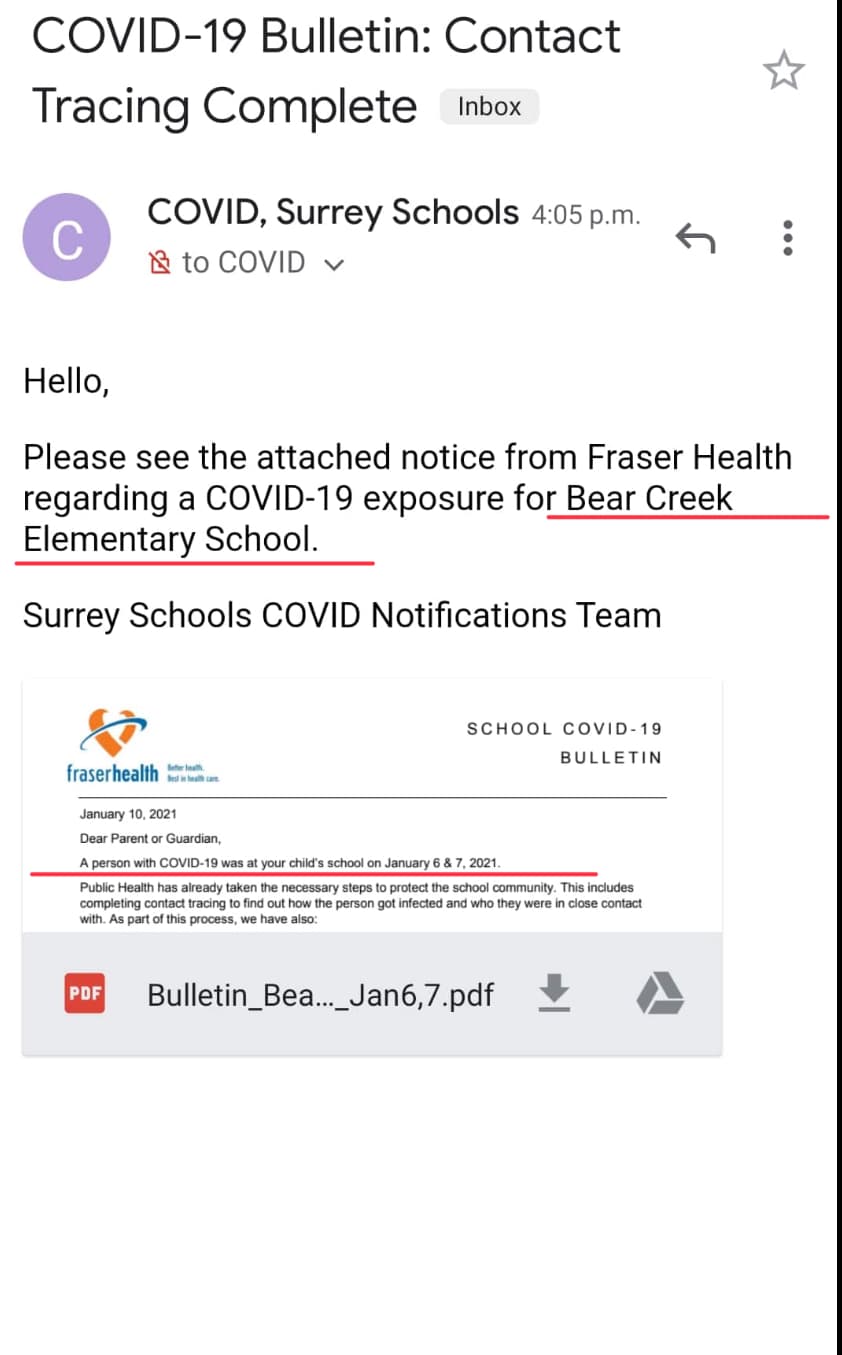 COVID-19 Bulletin: Contact
Tracing Complete Inbox
C
COVID, Surrey Schools 4:05 p.m.
to COVID
Hello,
Please see the attached notice from Fraser Health
regarding a COVID-19 exposure for Bear Creek
Elementary School.
Surrey Schools COVID Notifications Team
fraserhealth
Better health.
Best in health care.
SCHOOL COVID-19
BULLETIN
January 10, 2021
Dear Parent or Guardian,
A person with COVID-19 was at your child's school on January 6 & 7, 2021.
Public Health has already taken the necessary steps to protect the school community. This includes
completing contact tracing to find out how the person got infected and who they were in close contact
with. As part of this process, we have also:
PDF
Bulletin_Bea..._Jan6,7.pdf